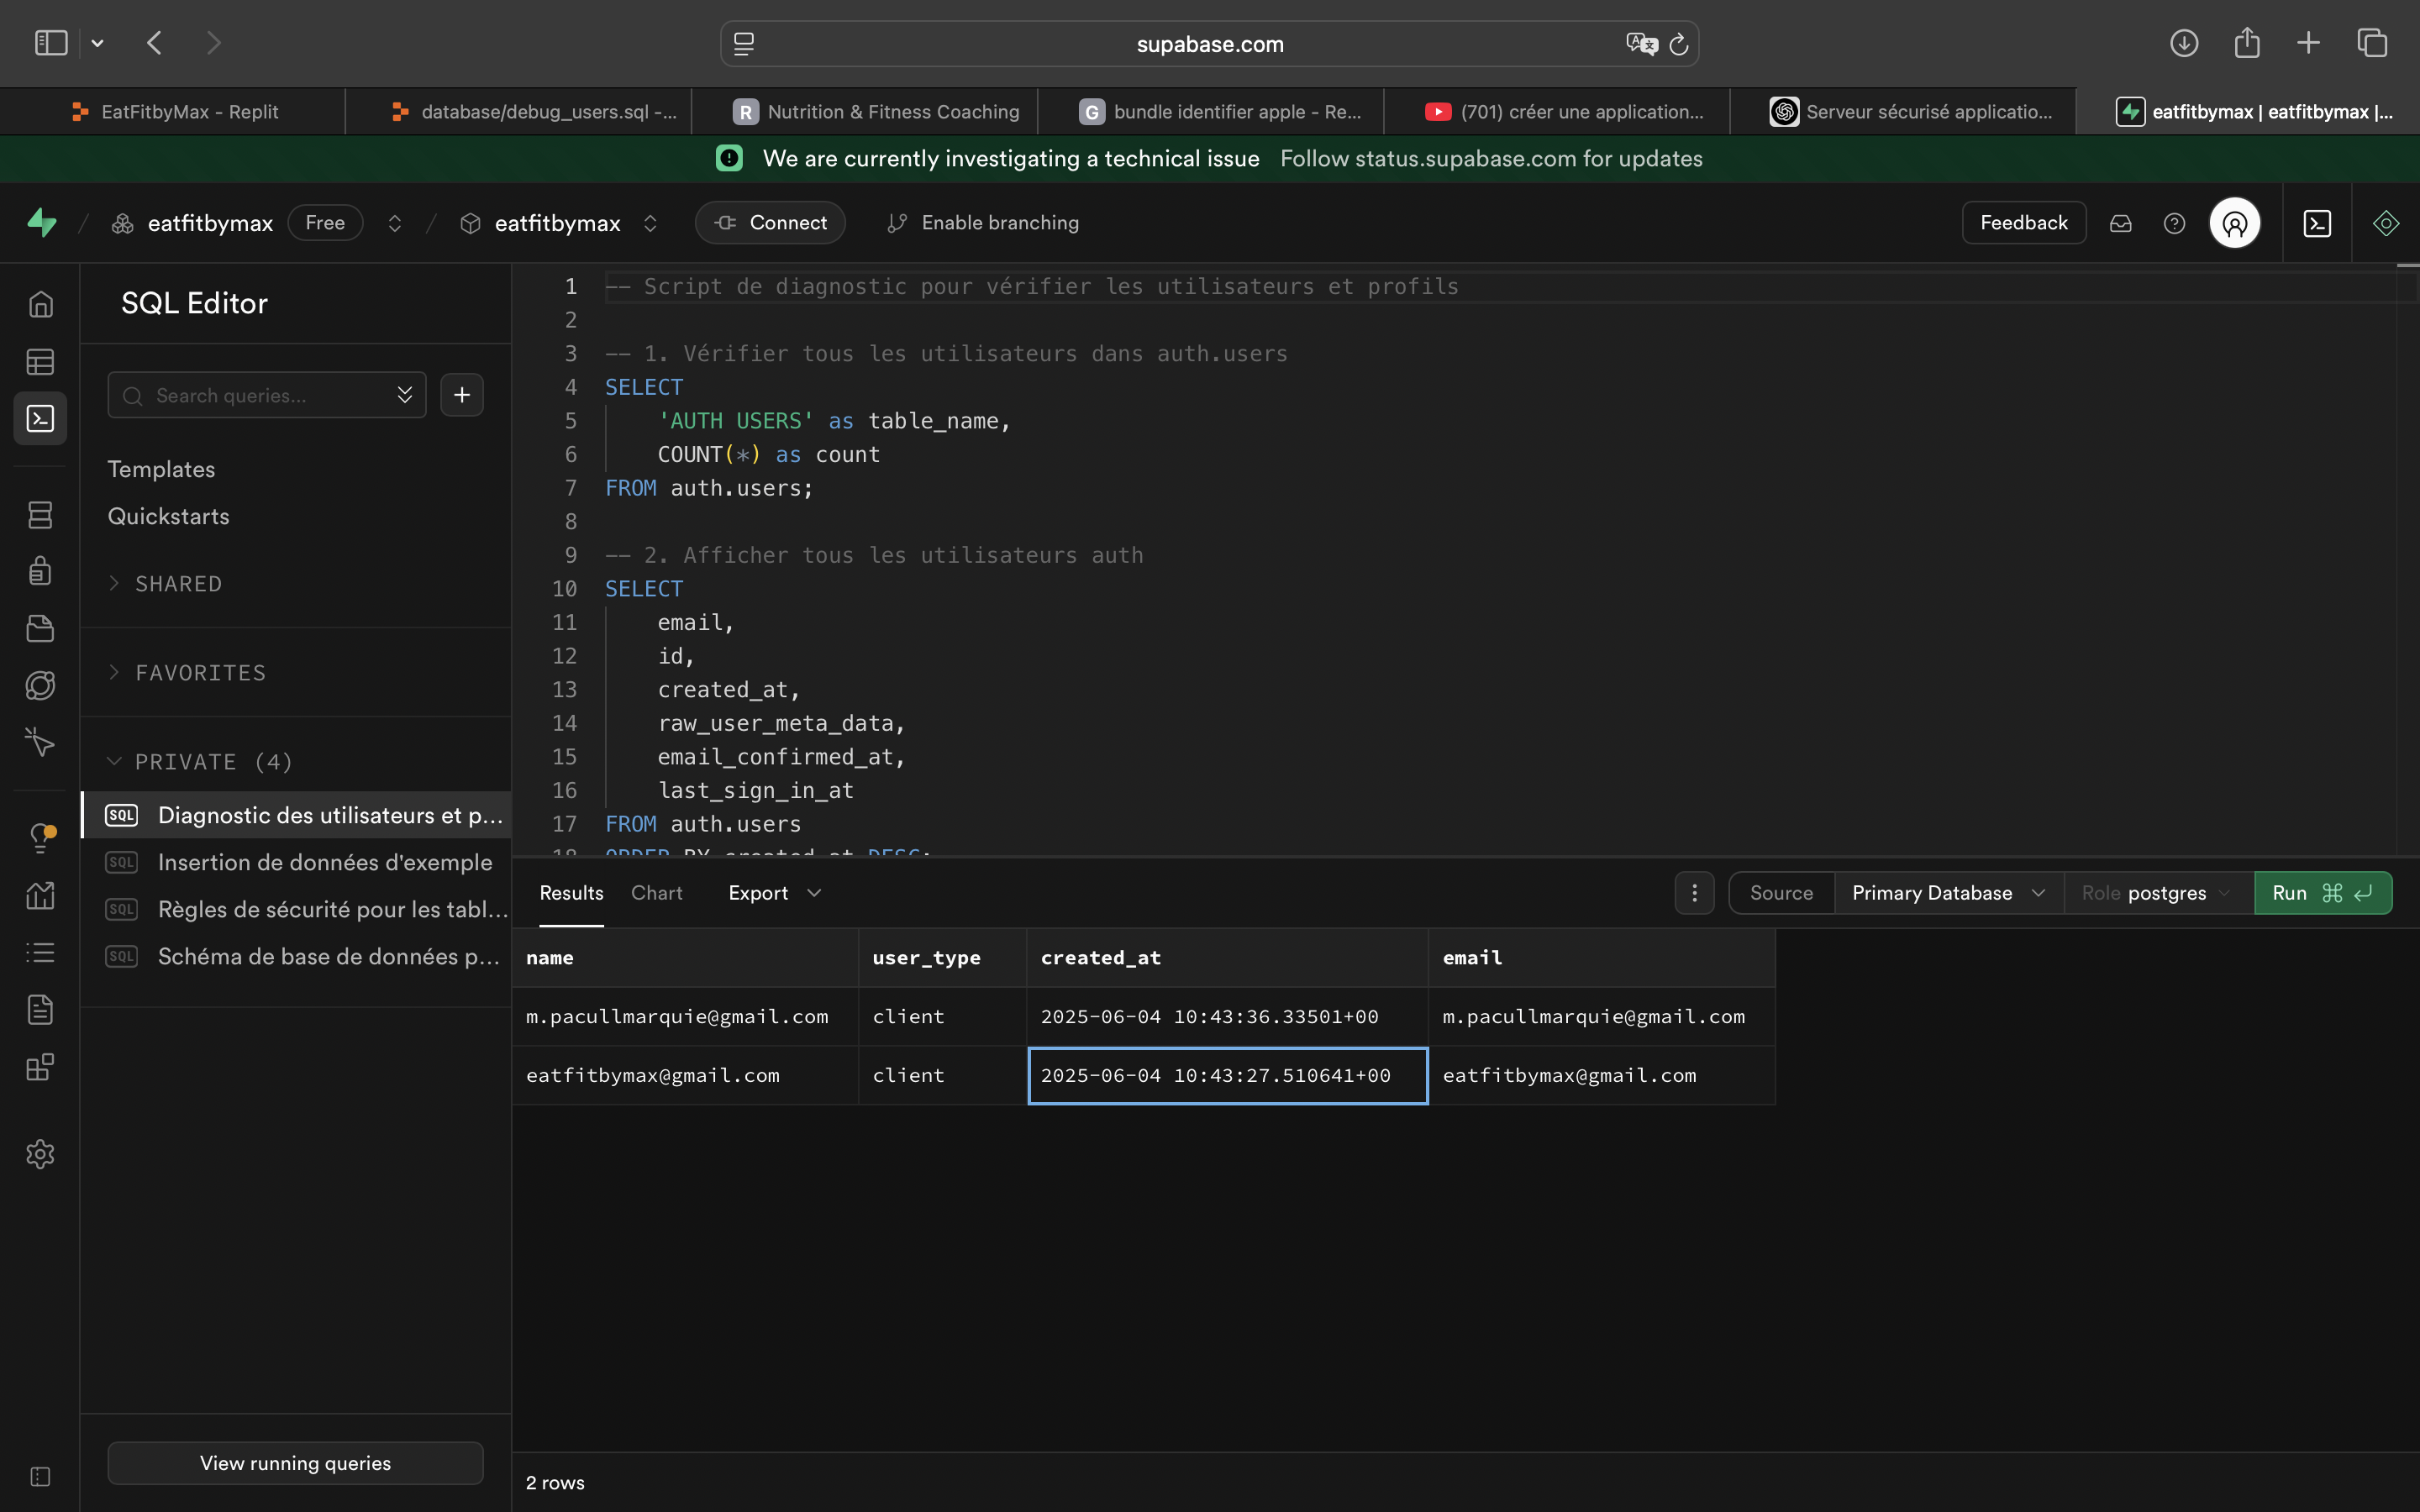 supabase.com
EatFitbyMax - Replit
database/debug_users.sql -...
R Nutrition & Fitness Coaching
G bundle identifier apple - Re...
(701) créer une application...
Serveur sécurisé applicatio...
eatfitbymax | eatfitbymax |...
We are currently investigating a technical issue Follow status.supabase.com for updates
/ eatfitbymax Free / eatfitbymax Connect Enable branching Feedback
SQL Editor
Search queries...
Templates
Quickstarts
SHARED
FAVORITES
PRIVATE (4)
SQL Diagnostic des utilisateurs et p...
SQL Insertion de données d'exemple
SQL Règles de sécurité pour les tabl...
SQL Schéma de base de données p...
View running queries
1 -- Script de diagnostic pour vérifier les utilisateurs et profils
2
3 -- 1. Vérifier tous les utilisateurs dans auth.users
4 SELECT
5 'AUTH USERS' as table_name,
6 COUNT(*) as count
7 FROM auth.users;
8
9 -- 2. Afficher tous les utilisateurs auth
10 SELECT
11 email,
12 id,
13 created_at,
14 raw_user_meta_data,
15 email_confirmed_at,
16 last_sign_in_at
17 FROM auth.users
18 ORDER BY created_at DESC;
Results Chart Export Source Primary Database Role postgres Run ⌘
name user_type created_at email
m.pacullmarquie@gmail.com client 2025-06-04 10:43:36.33501+00 m.pacullmarquie@gmail.com
eatfitbymax@gmail.com client 2025-06-04 10:43:27.510641+00 eatfitbymax@gmail.com
2 rows